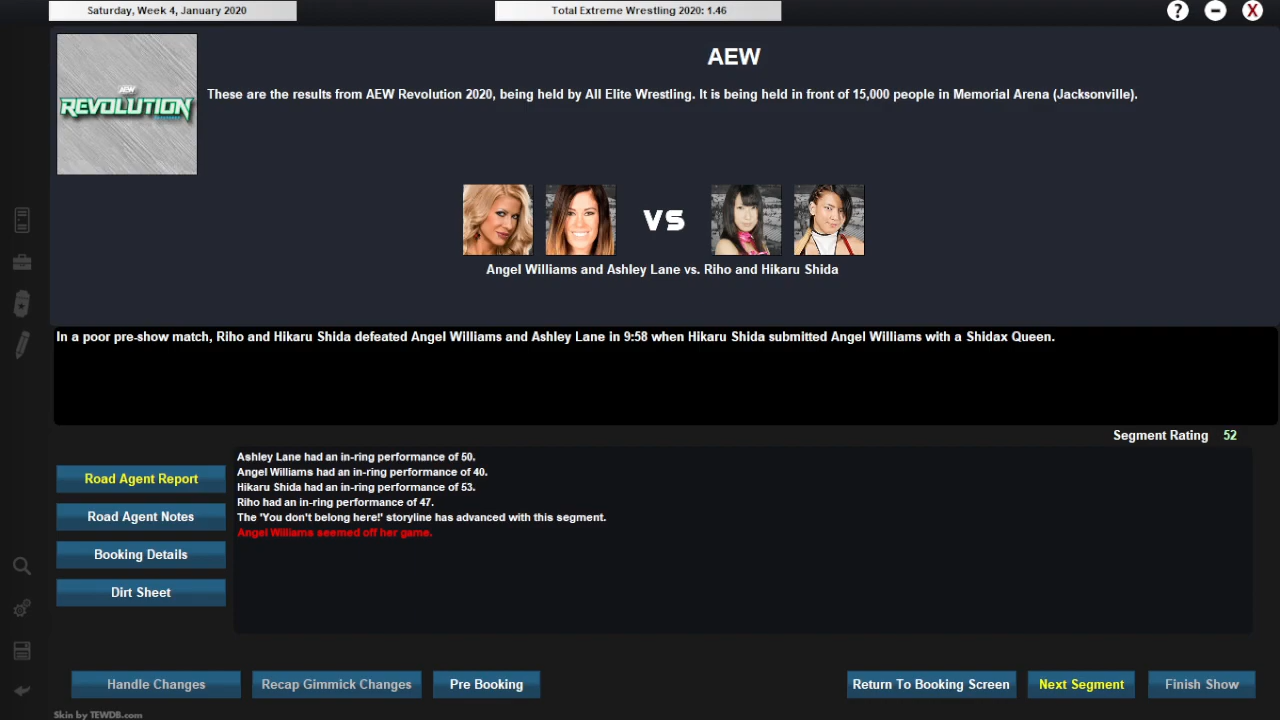 Saturday, Week 4, January 2020
Total Extreme Wrestling 2020: 1.46
?
X
AEW
AEW
REVOLUTION
These are the results from AEW Revolution 2020, being held by All Elite Wrestling. It is being held in front of 15,000 people in Memorial Arena (Jacksonville).
VS
Angel Williams and Ashley Lane vs. Riho and Hikaru Shida
In a poor pre-show match, Riho and Hikaru Shida defeated Angel Williams and Ashley Lane in 9:58 when Hikaru Shida submitted Angel Williams with a Shidax Queen.
Segment Rating 52
Road Agent Report
Road Agent Notes
Booking Details
Dirt Sheet
Ashley Lane had an in-ring performance of 50.
Angel Williams had an in-ring performance of 40.
Hikaru Shida had an in-ring performance of 53.
Riho had an in-ring performance of 47.
The 'You don't belong here!' storyline has advanced with this segment.
Angel Williams seemed off her game.
Handle Changes
Recap Gimmick Changes
Pre Booking
Return To Booking Screen
Next Segment
Finish Show
Skin by TEWDB.com